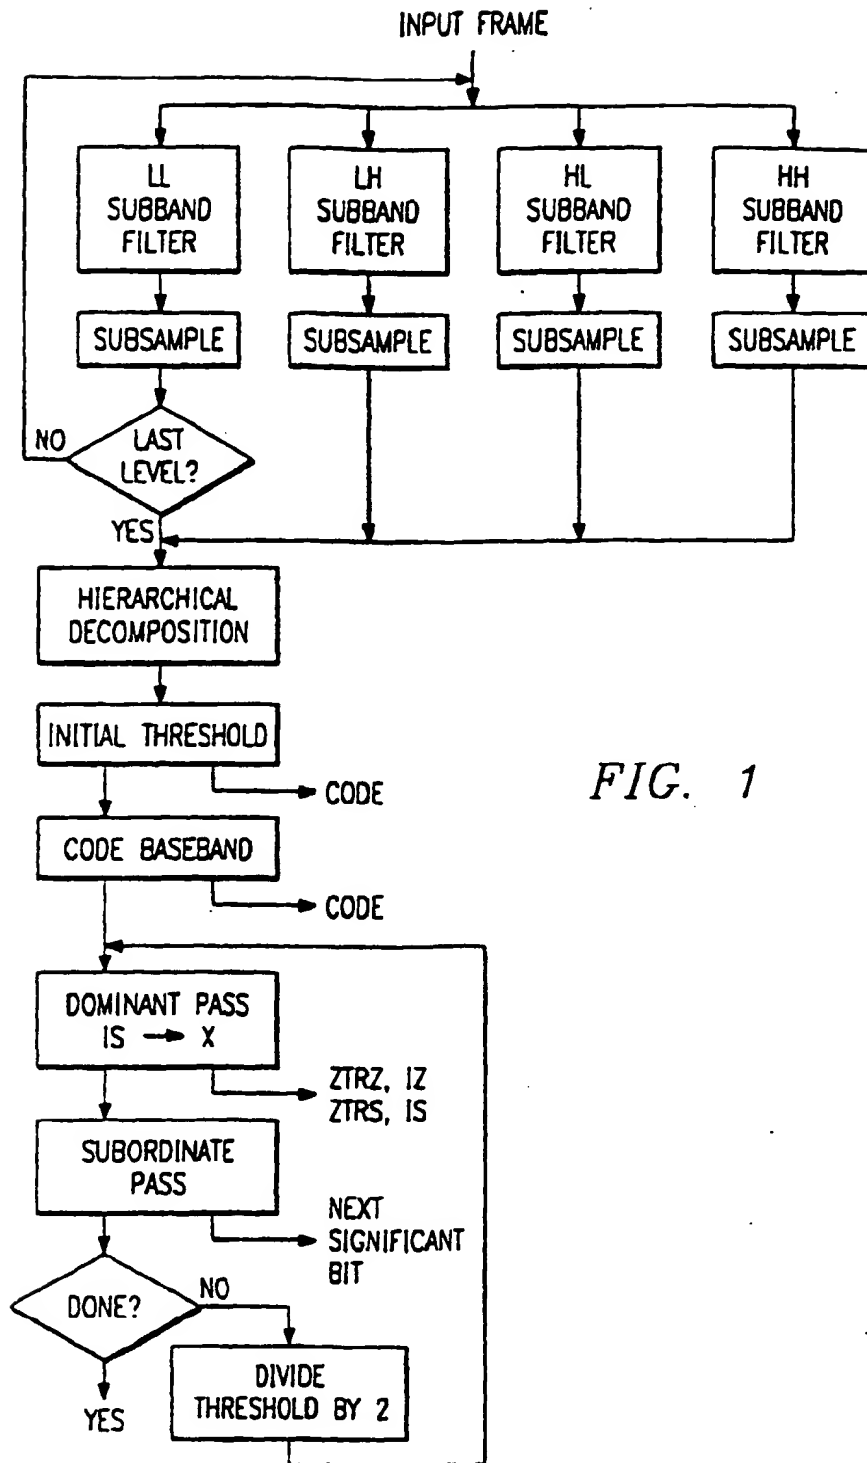 INPUT FRAME
LL
SUBBAND
FILTER
LH
SUBBAND
FILTER
HL
SUBBAND
FILTER
HH
SUBBAND
FILTER
SUBSAMPLE
SUBSAMPLE
SUBSAMPLE
SUBSAMPLE
NO
LAST
LEVEL?
YES
HIERARCHICAL
DECOMPOSITION
INITIAL THRESHOLD
CODE
FIG. 1
CODE BASEBAND
CODE
DOMINANT PASS
IS → X
ZTRZ, IZ
ZTRS, IS
SUBORDINATE
PASS
NEXT
SIGNIFICANT
BIT
DONE?
NO
YES
DIVIDE
THRESHOLD BY 2